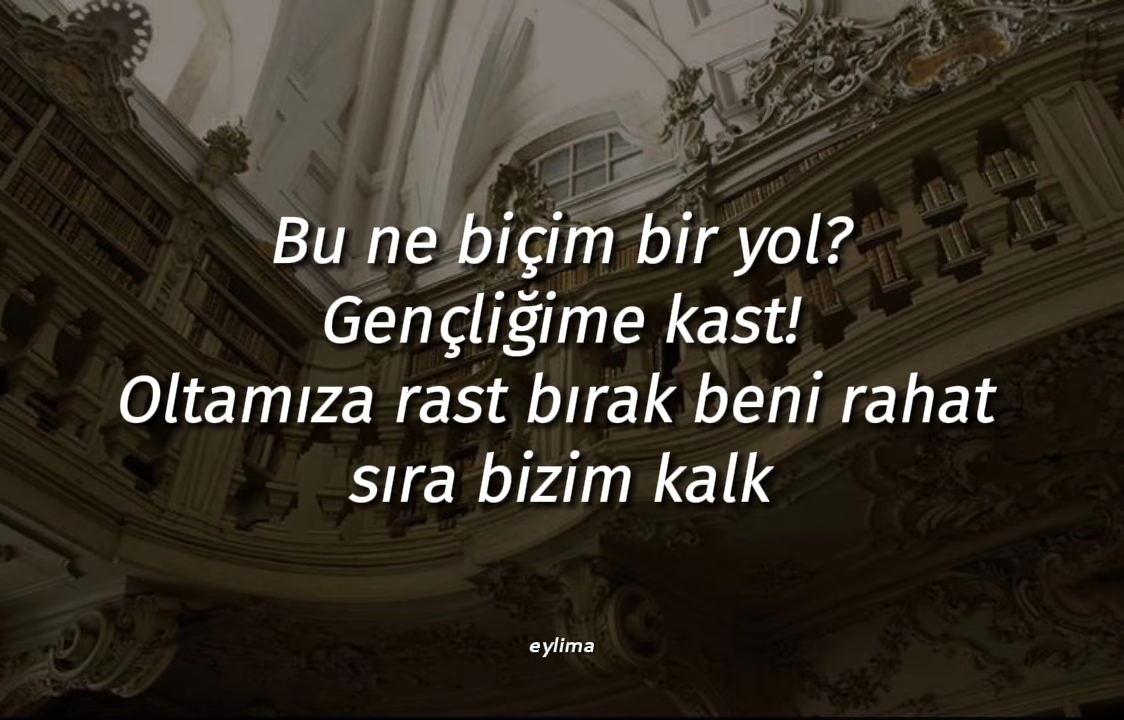 Bu ne biçim bir yol?
Gençliğime kast!
Oltamıza rast bırak beni rahat
sıra bizim kalk
eylima